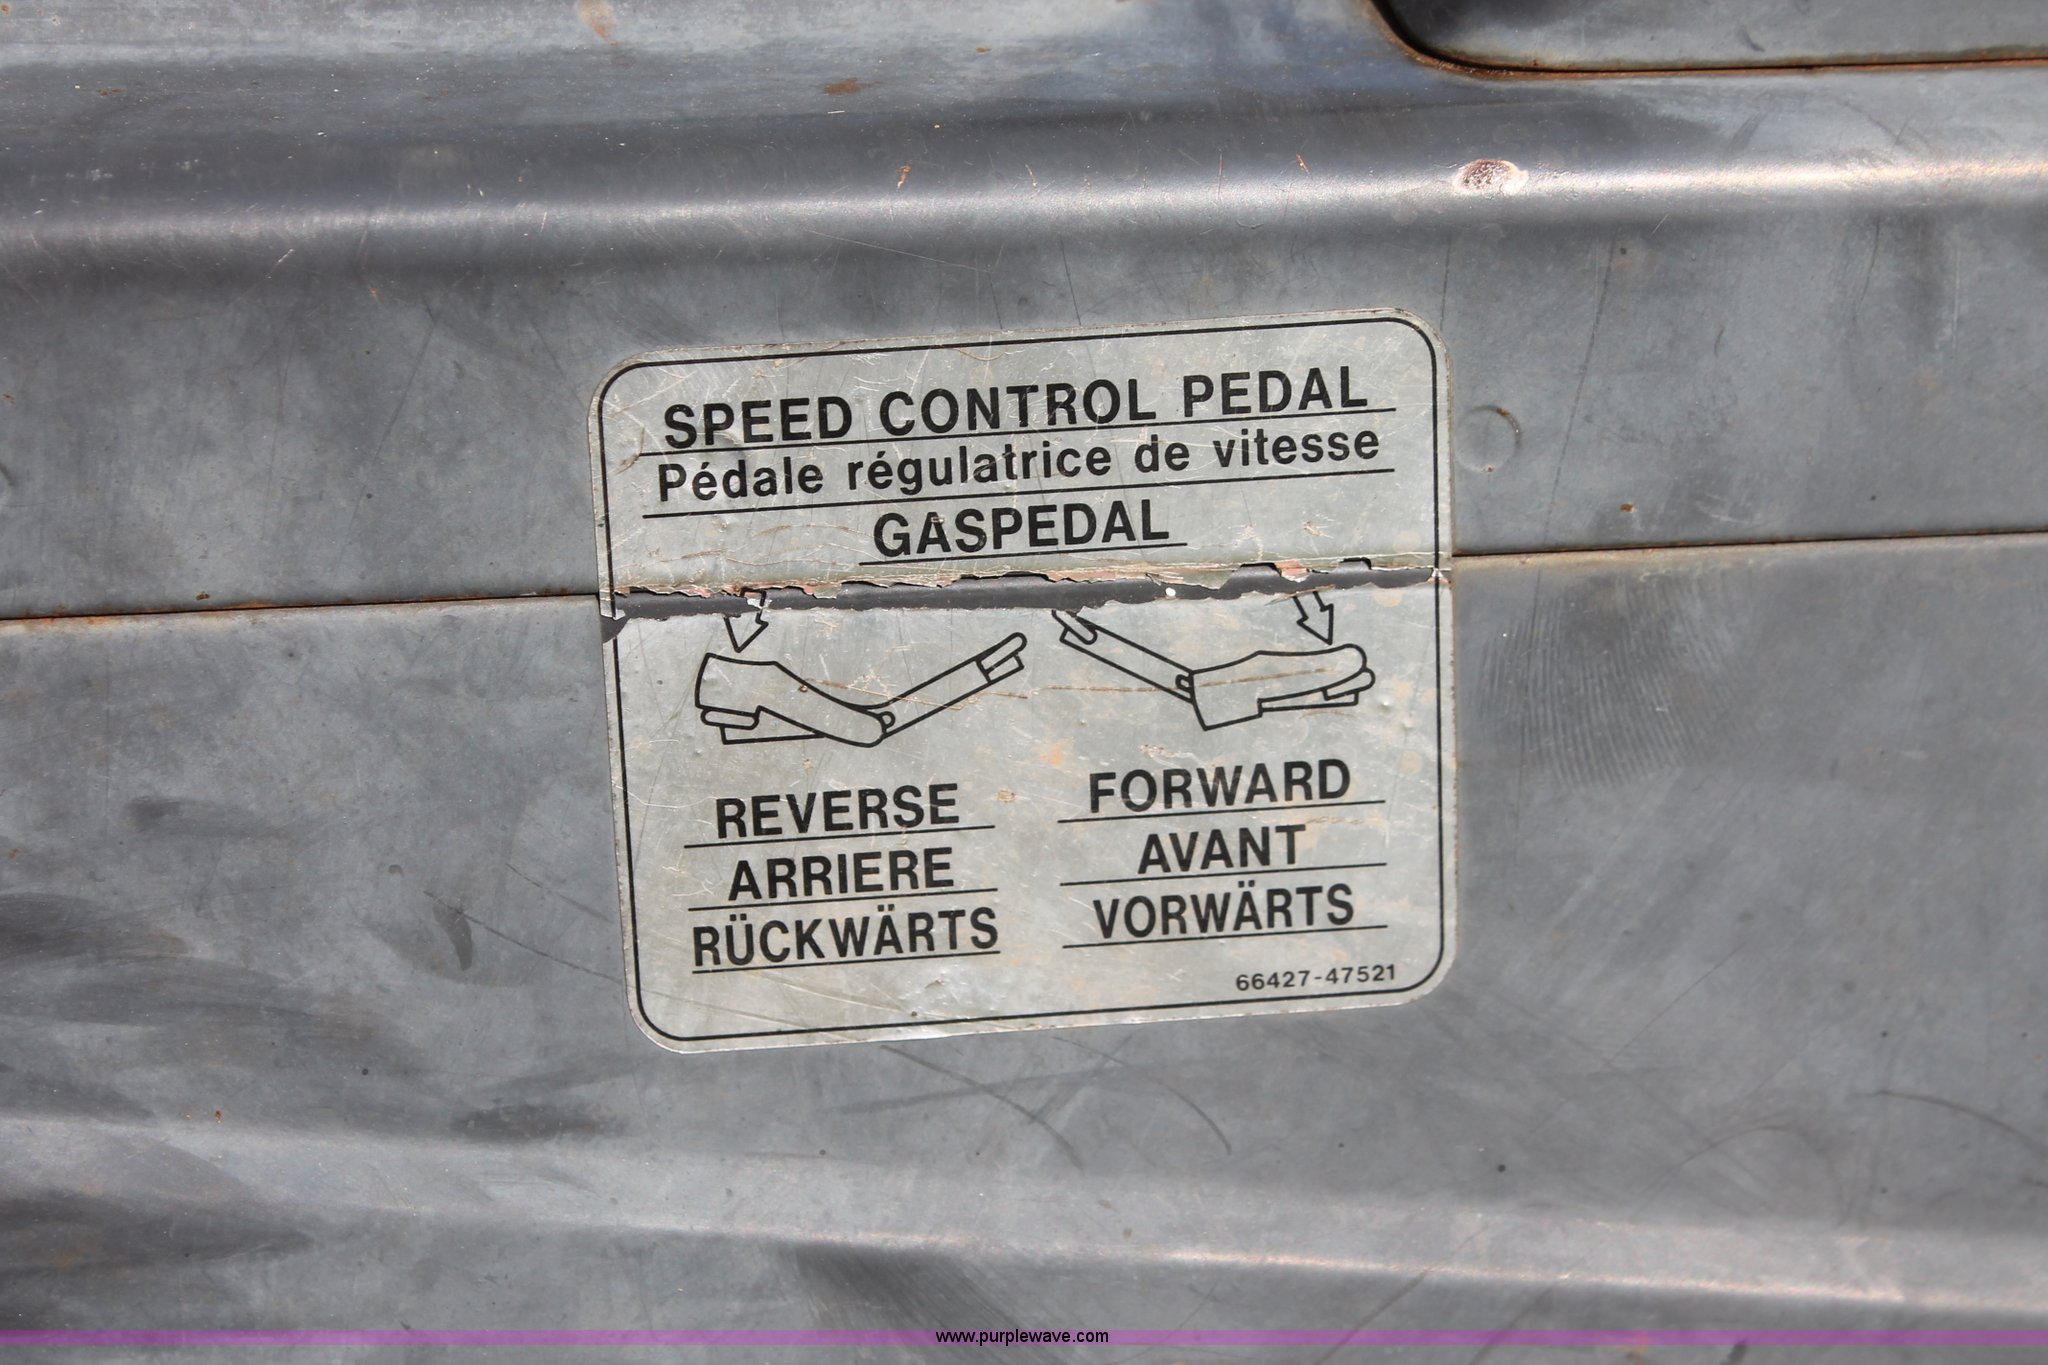 SPEED CONTROL PEDAL
Pédale régulatrice de vitesse
GASPEDAL
REVERSE
ARRIERE
RÜCKWÄRTS
FORWARD
AVANT
VORWÄRTS
66427-47521
www.purplewave.com